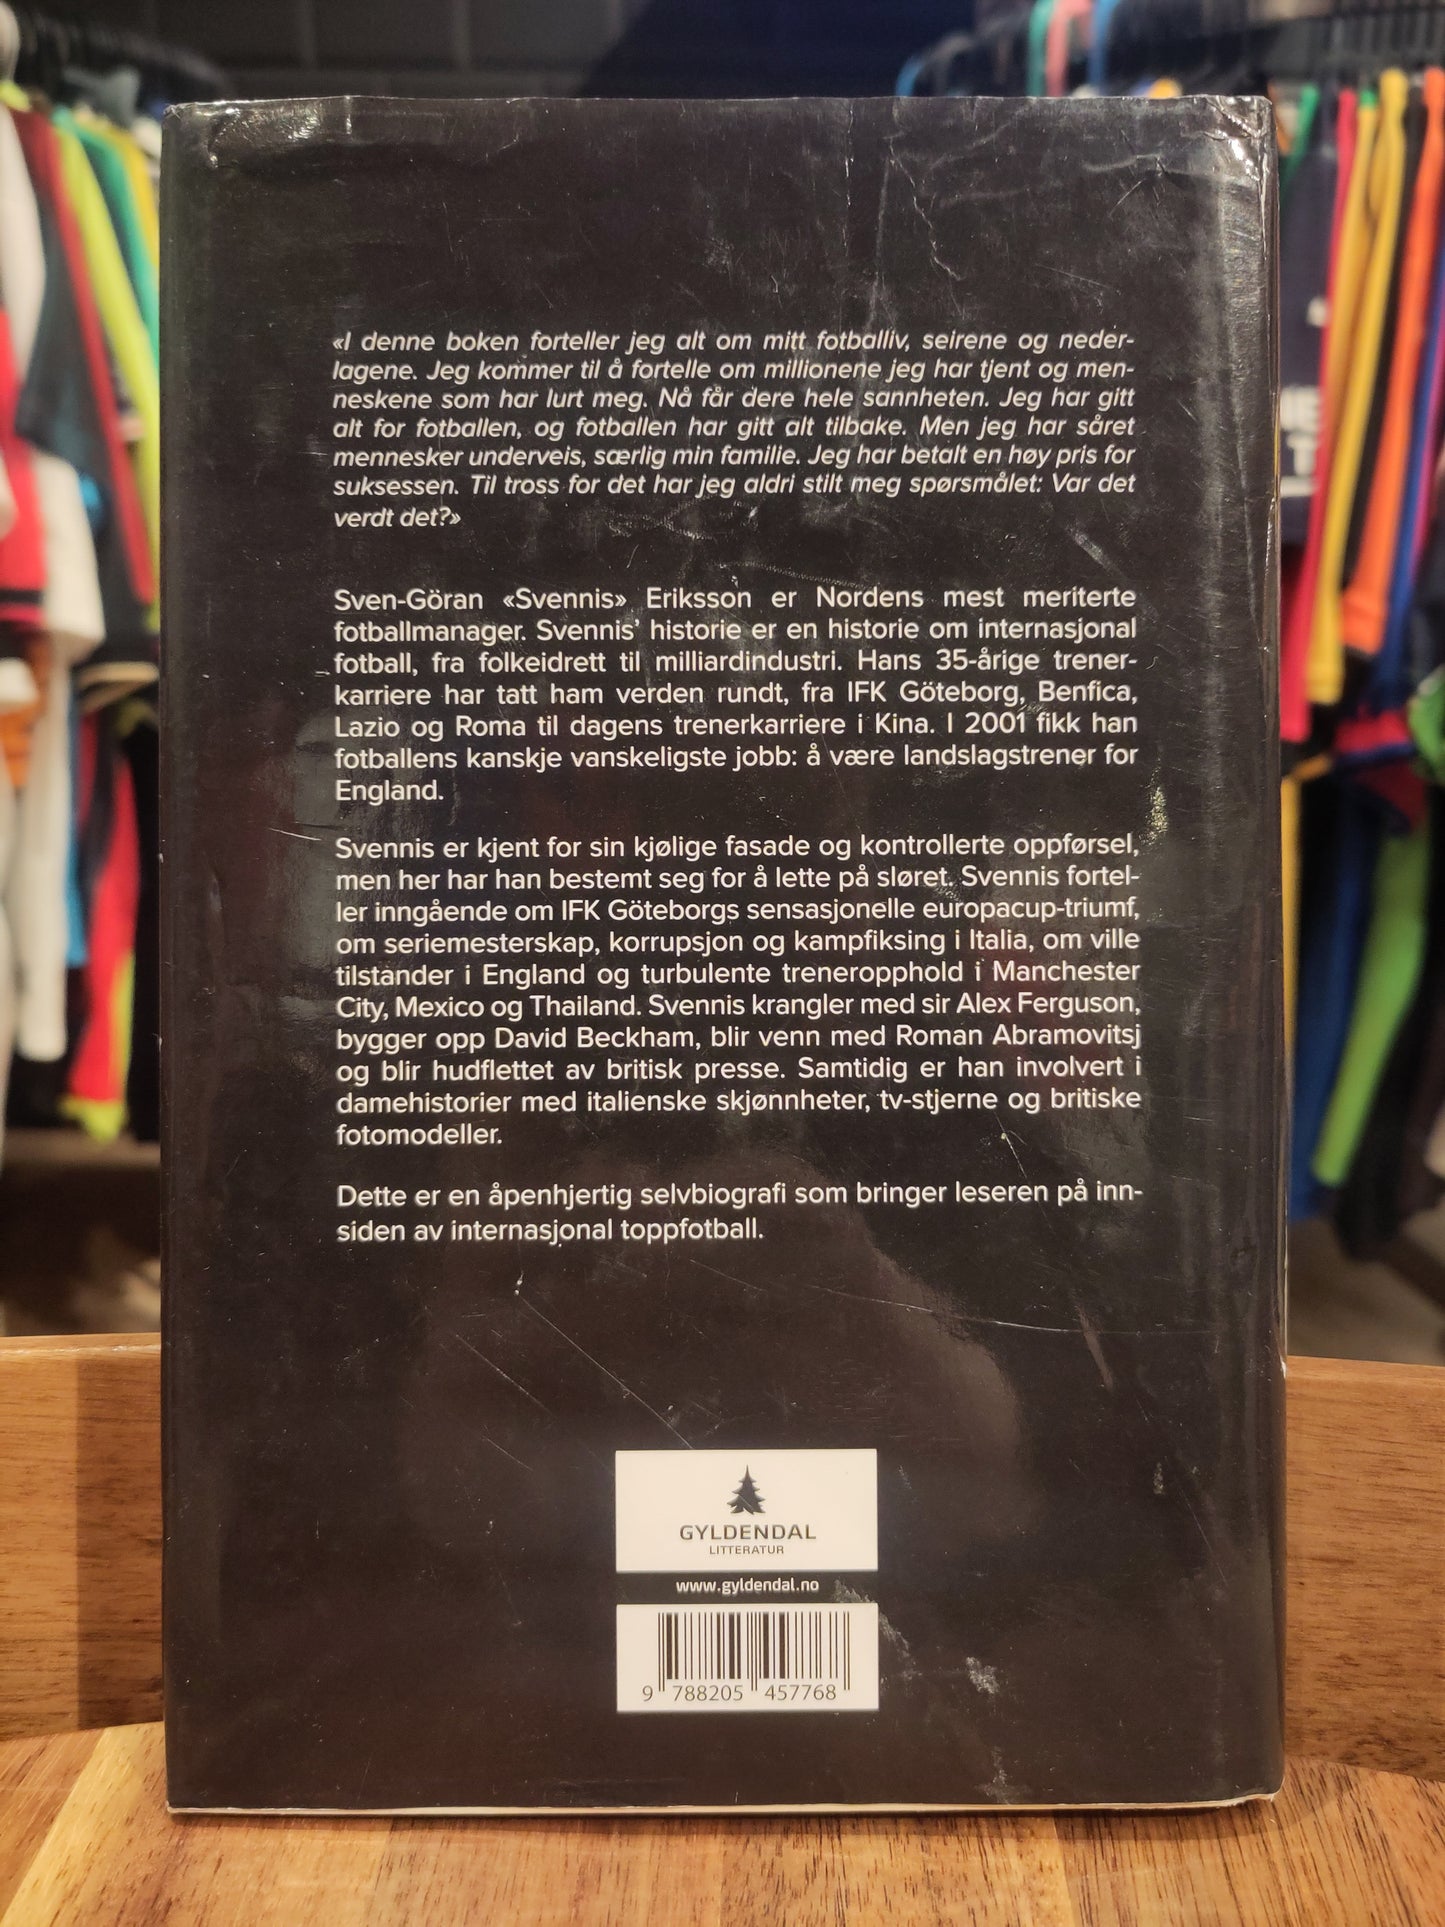 «I denne boken forteller jeg alt om mitt fotballiv, seirene og neder-
lagene. Jeg kommer til å fortelle om millionene jeg har tjent og men-
neskene som har lurt meg. Nå får dere hele sannheten. Jeg har gitt
alt for fotballen, og fotballen har gitt alt tilbake. Men jeg har såret
mennesker underveis, særlig min familie. Jeg har betalt en høy pris for
suksessen. Til tross for det har jeg aldri stilt meg spørsmålet: Var det
verdt det?»
Sven-Göran «Svennis» Eriksson er Nordens mest meriterte
fotballmanager. Svennis’ historie er en historie om internasjonal
fotball, fra folkeidrett til milliardindustri. Hans 35-årige trener-
karriere har tatt ham verden rundt, fra IFK Göteborg, Benfica,
Lazio og Roma til dagens trenerkarriere i Kina. I 2001 fikk han
fotballens kanskje vanskeligste jobb: å være landslagstrener for
England.
Svennis er kjent for sin kjølige fasade og kontrollerte oppførsel,
men her har han bestemt seg for å lette på sløret. Svennis fortel-
ler inngående om IFK Göteborgs sensasjonelle europacup-triumf,
om seriemesterskap, korrupsjon og kampfiksing i Italia, om ville
tilstander i England og turbulente treneropphold i Manchester
City, Mexico og Thailand. Svennis krangler med sir Alex Ferguson,
bygger opp David Beckham, blir venn med Roman Abramovitsj
og blir hudflettet av britisk presse. Samtidig er han involvert i
damehistorier med italienske skjønnheter, tv-stjerne og britiske
fotomodeller.
Dette er en åpenhjertig selvbiografi som bringer leseren på inn-
siden av internasjonal toppfotball.
GYLDENDAL
LITTERATUR
www.gyldendal.no
9 788205 457768